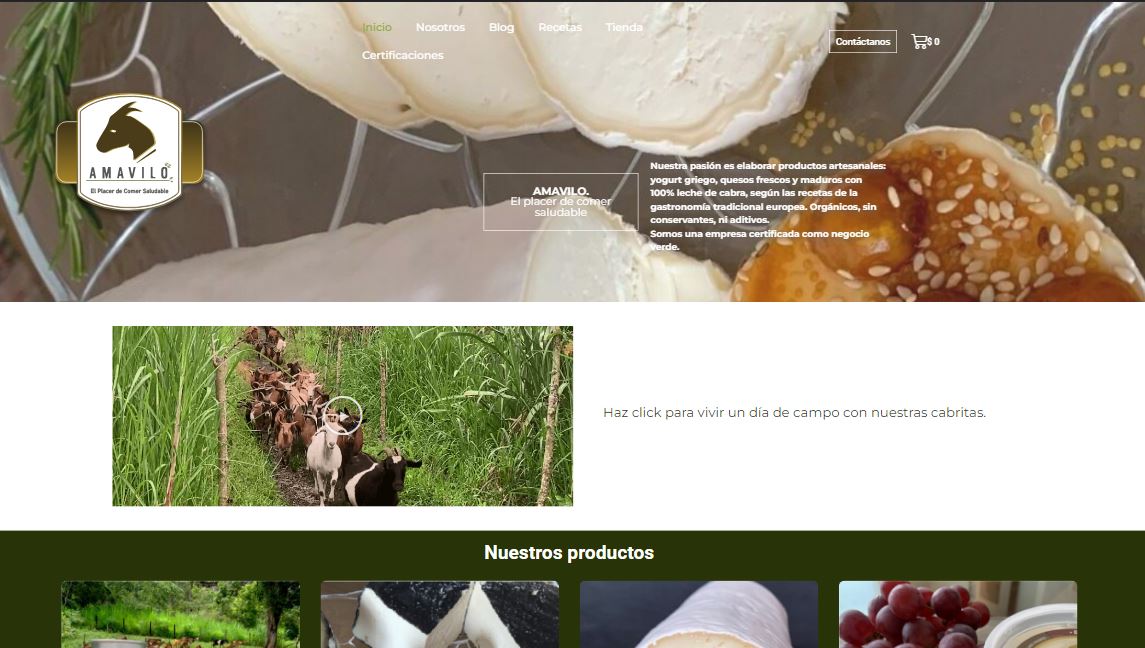 Inicio Nosotros Blog Recetas Tienda
Certificaciones
Contáctanos
$ 0
AMAVILO
El Placer de Comer Saludable
AMAVILO.
El placer de comer
saludable
Nuestra pasión es elaborar productos artesanales:
yogurt griego, quesos frescos y maduros con
100% leche de cabra, según las recetas de la
gastronomía tradicional europea. Orgánicos, sin
conservantes, ni aditivos.
Somos una empresa certificada como negocio
verde.
Haz click para vivir un día de campo con nuestras cabritas.
Nuestros productos